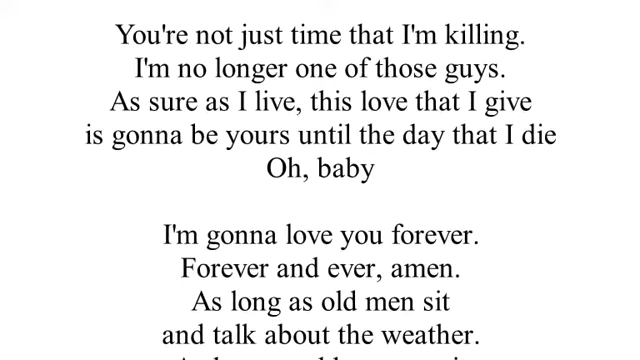 You're not just time that I'm killing.
I'm no longer one of those guys.
As sure as I live, this love that I give
is gonna be yours until the day that I die
Oh, baby
I'm gonna love you forever.
Forever and ever, amen.
As long as old men sit
and talk about the weather.